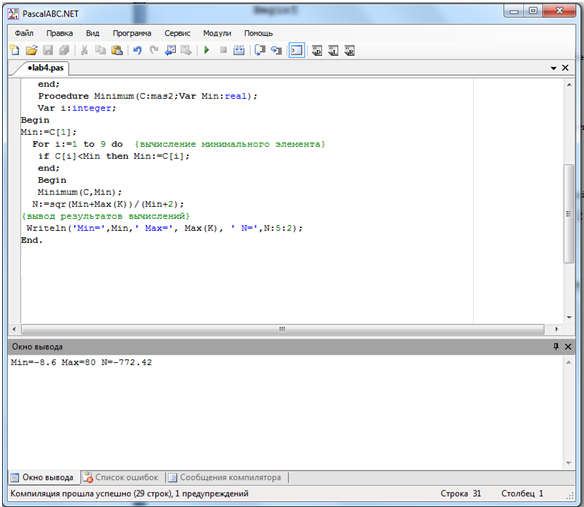 PascalABC.NET
Файл Правка Вид Программа Сервис Модули Помощь
•lab4.pas
end;
Procedure Minimum(C:mas2;Var Min:real);
Var i:integer;
Begin
Min:=C[1];
For i:=1 to 9 do {вычисление минимального элемента}
if C[i]<Min then Min:=C[i];
end;
Begin
Minimum(C,Min);
N:=sqr(Min+Max(K))/(Min+2);
{вывод результатов вычислений}
Writeln('Min=',Min,' Max=', Max(K), ' N=',N:5:2);
End.
Окно вывода
Min=-8.6 Max=80 N=-772.42
Окно вывода Список ошибок Сообщения компилятора
Компиляция прошла успешно (29 строк), 1 предупреждений Строка 31 Столбец 1